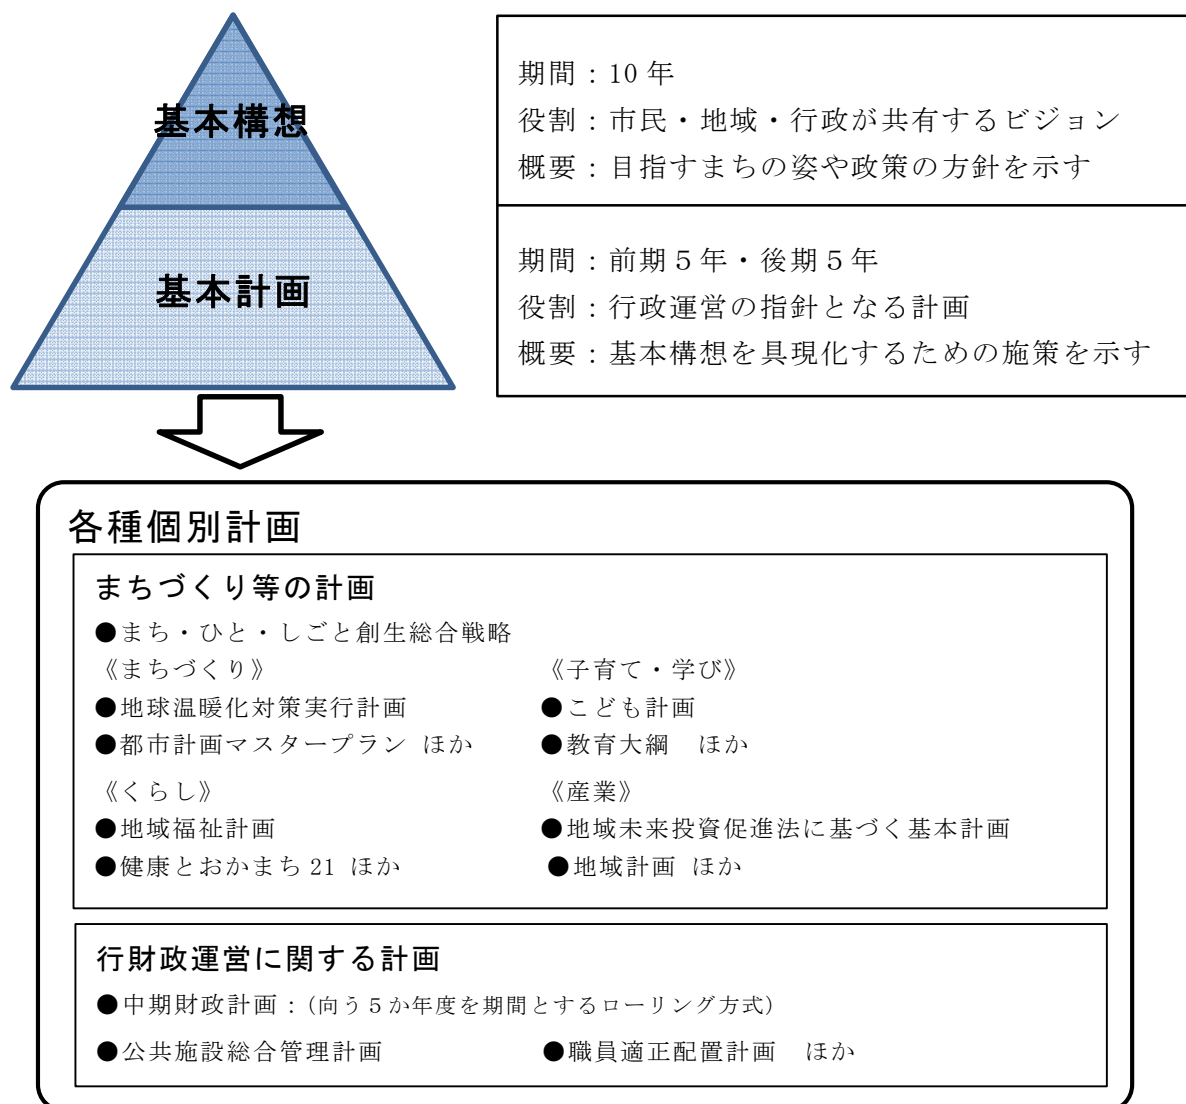 基本構想
期間：10年
役割：市民・地域・行政が共有するビジョン
概要：目指すまちの姿や政策の方針を示す
基本計画
期間：前期５年・後期５年
役割：行政運営の指針となる計画
概要：基本構想を具現化するための施策を示す
各種個別計画
まちづくり等の計画
●まち・ひと・しごと創生総合戦略
《まちづくり》
●地球温暖化対策実行計画
●都市計画マスタープラン ほか
《子育て・学び》
●こども計画
●教育大綱　ほか
《くらし》
●地域福祉計画
●健康とおかまち21 ほか
《産業》
●地域未来投資促進法に基づく基本計画
●地域計画 ほか
行財政運営に関する計画
●中期財政計画：(向う５か年度を期間とするローリング方式)
●公共施設総合管理計画
●職員適正配置計画　ほか